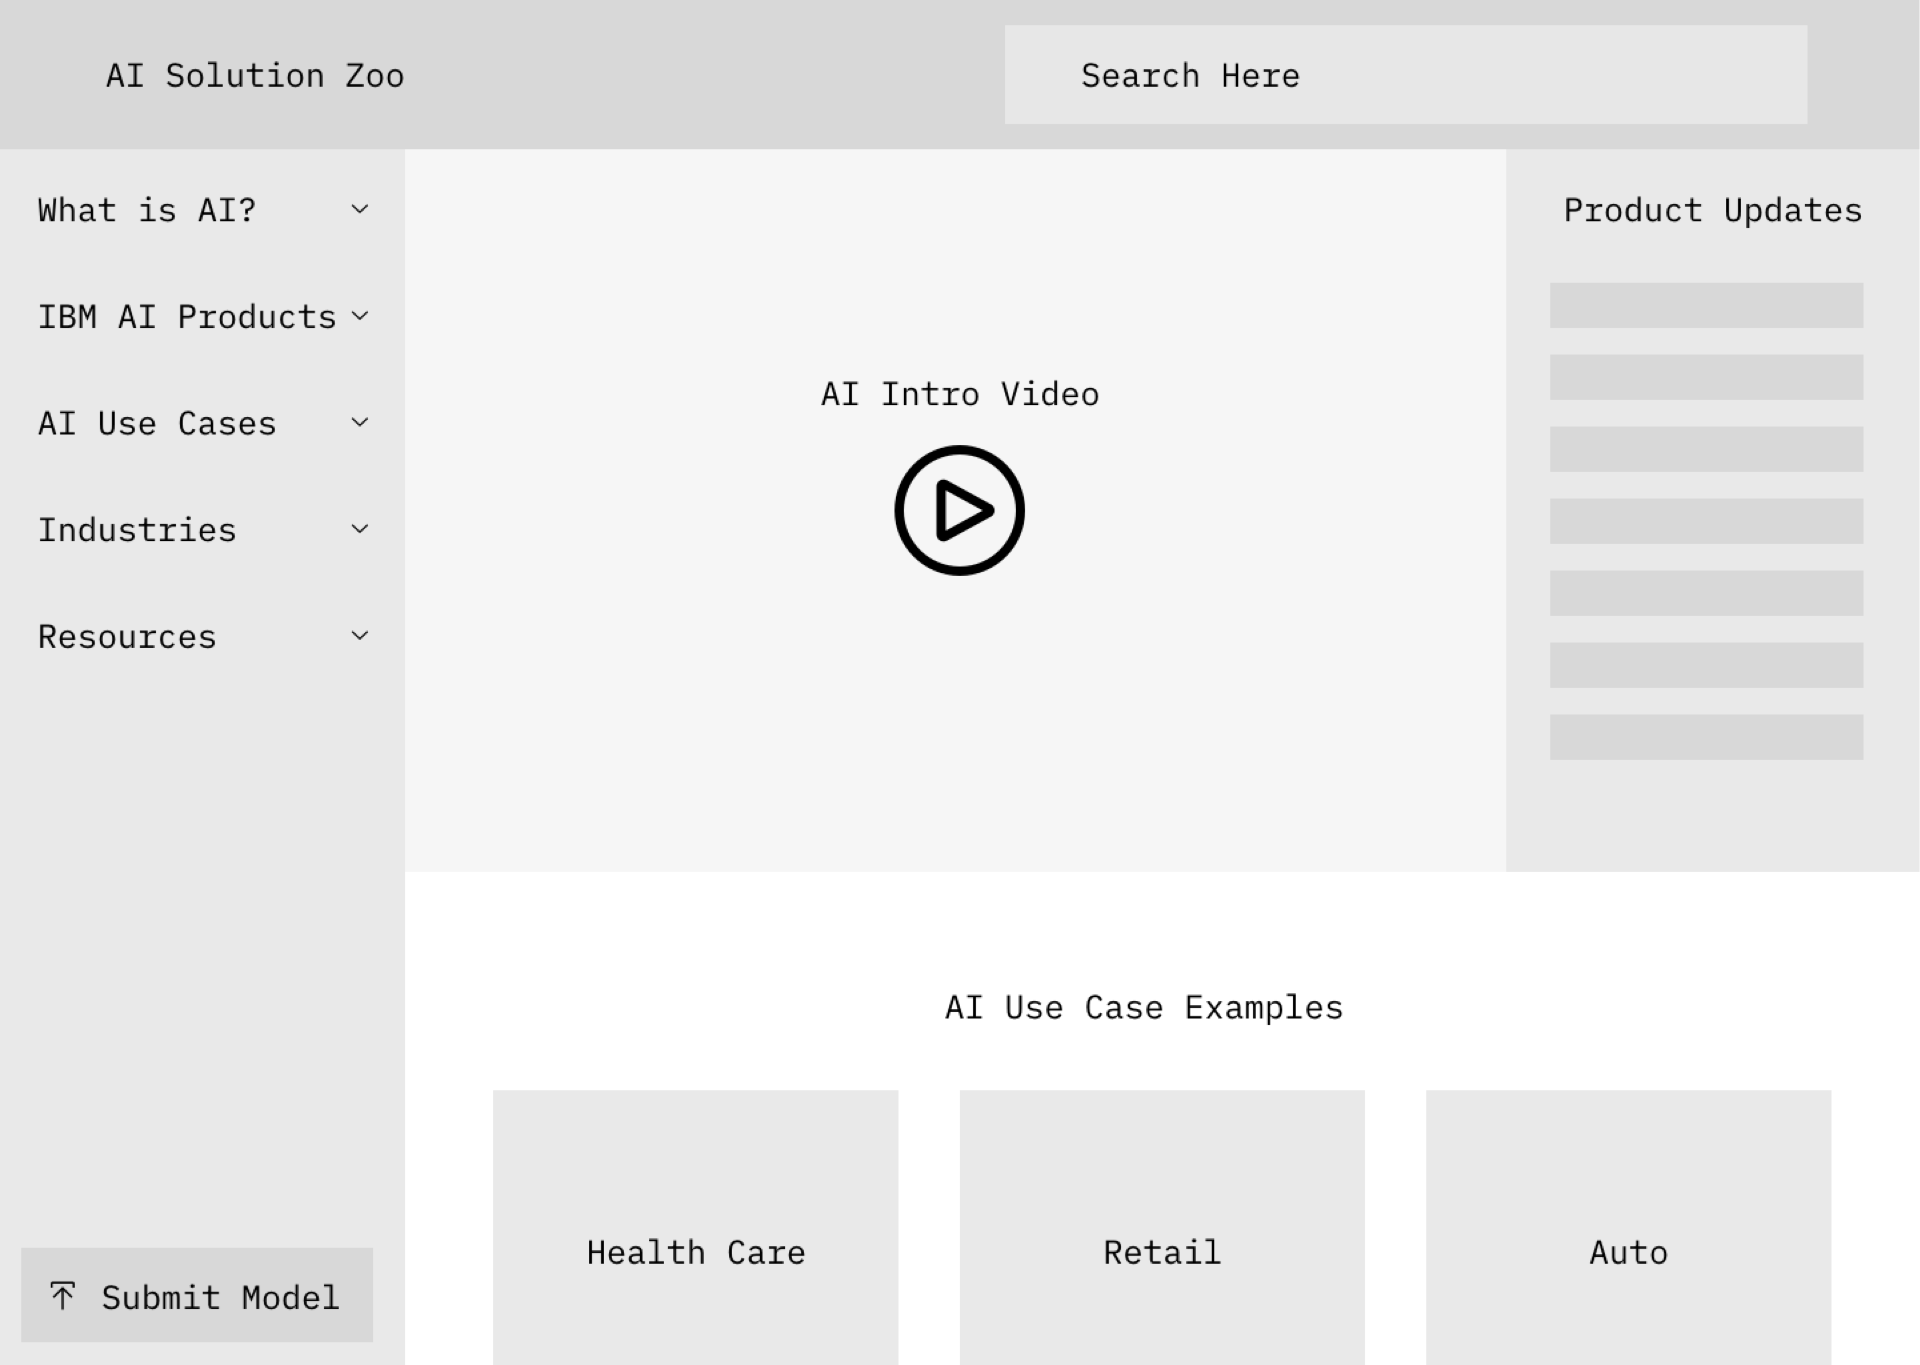 AI Solution Zoo
Search Here
What is AI?
IBM AI Products
AI Use Cases
Industries
Resources
Submit Model
AI Intro Video
Product Updates
AI Use Case Examples
Health Care
Retail
Auto